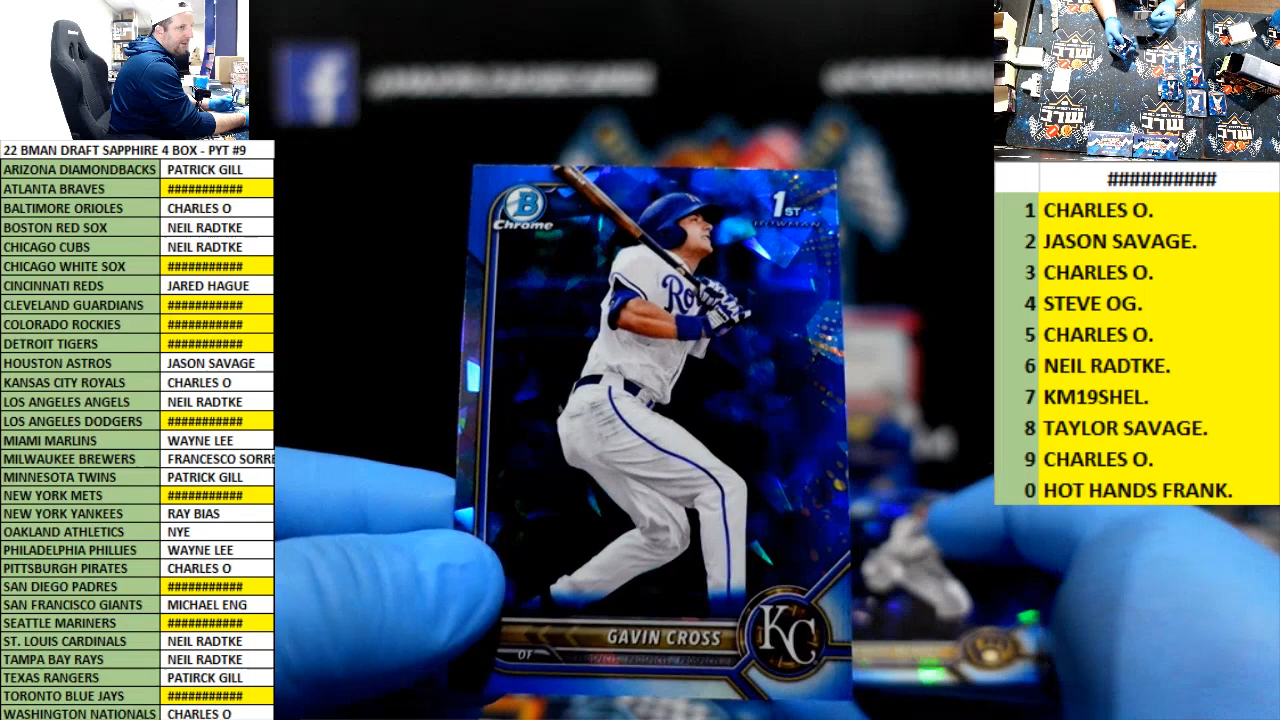 22 BMAN DRAFT SAPPHIRE 4 BOX - PYT #9
ARIZONA DIAMONDBACKS PATRICK GILL
ATLANTA BRAVES ###########
BALTIMORE ORIOLES CHARLES O
BOSTON RED SOX NEIL RADTKE
CHICAGO CUBS NEIL RADTKE
CHICAGO WHITE SOX ###########
CINCINNATI REDS JARED HAGUE
CLEVELAND GUARDIANS ###########
COLORADO ROCKIES ###########
DETROIT TIGERS ###########
HOUSTON ASTROS JASON SAVAGE
KANSAS CITY ROYALS CHARLES O
LOS ANGELES ANGELS NEIL RADTKE
LOS ANGELES DODGERS ###########
MIAMI MARLINS WAYNE LEE
MILWAUKEE BREWERS FRANCESCO SORRE
MINNESOTA TWINS PATRICK GILL
NEW YORK METS ###########
NEW YORK YANKEES RAY BIAS
OAKLAND ATHLETICS NYE
PHILADELPHIA PHILLIES WAYNE LEE
PITTSBURGH PIRATES CHARLES O
SAN DIEGO PADRES ###########
SAN FRANCISCO GIANTS MICHAEL ENG
SEATTLE MARINERS ###########
ST. LOUIS CARDINALS NEIL RADTKE
TAMPA BAY RAYS NEIL RADTKE
TEXAS RANGERS PATIRCK GILL
TORONTO BLUE JAYS ###########
WASHINGTON NATIONALS CHARLES O
B
Chrome
1ST
BOWMAN
Ro
GAVIN CROSS
OF
PROSPECT · PROSPECT · PROSPECT
KC
MLC
###########
1 CHARLES O.
2 JASON SAVAGE.
3 CHARLES O.
4 STEVE OG.
5 CHARLES O.
6 NEIL RADTKE.
7 KM19SHEL.
8 TAYLOR SAVAGE.
9 CHARLES O.
0 HOT HANDS FRANK.